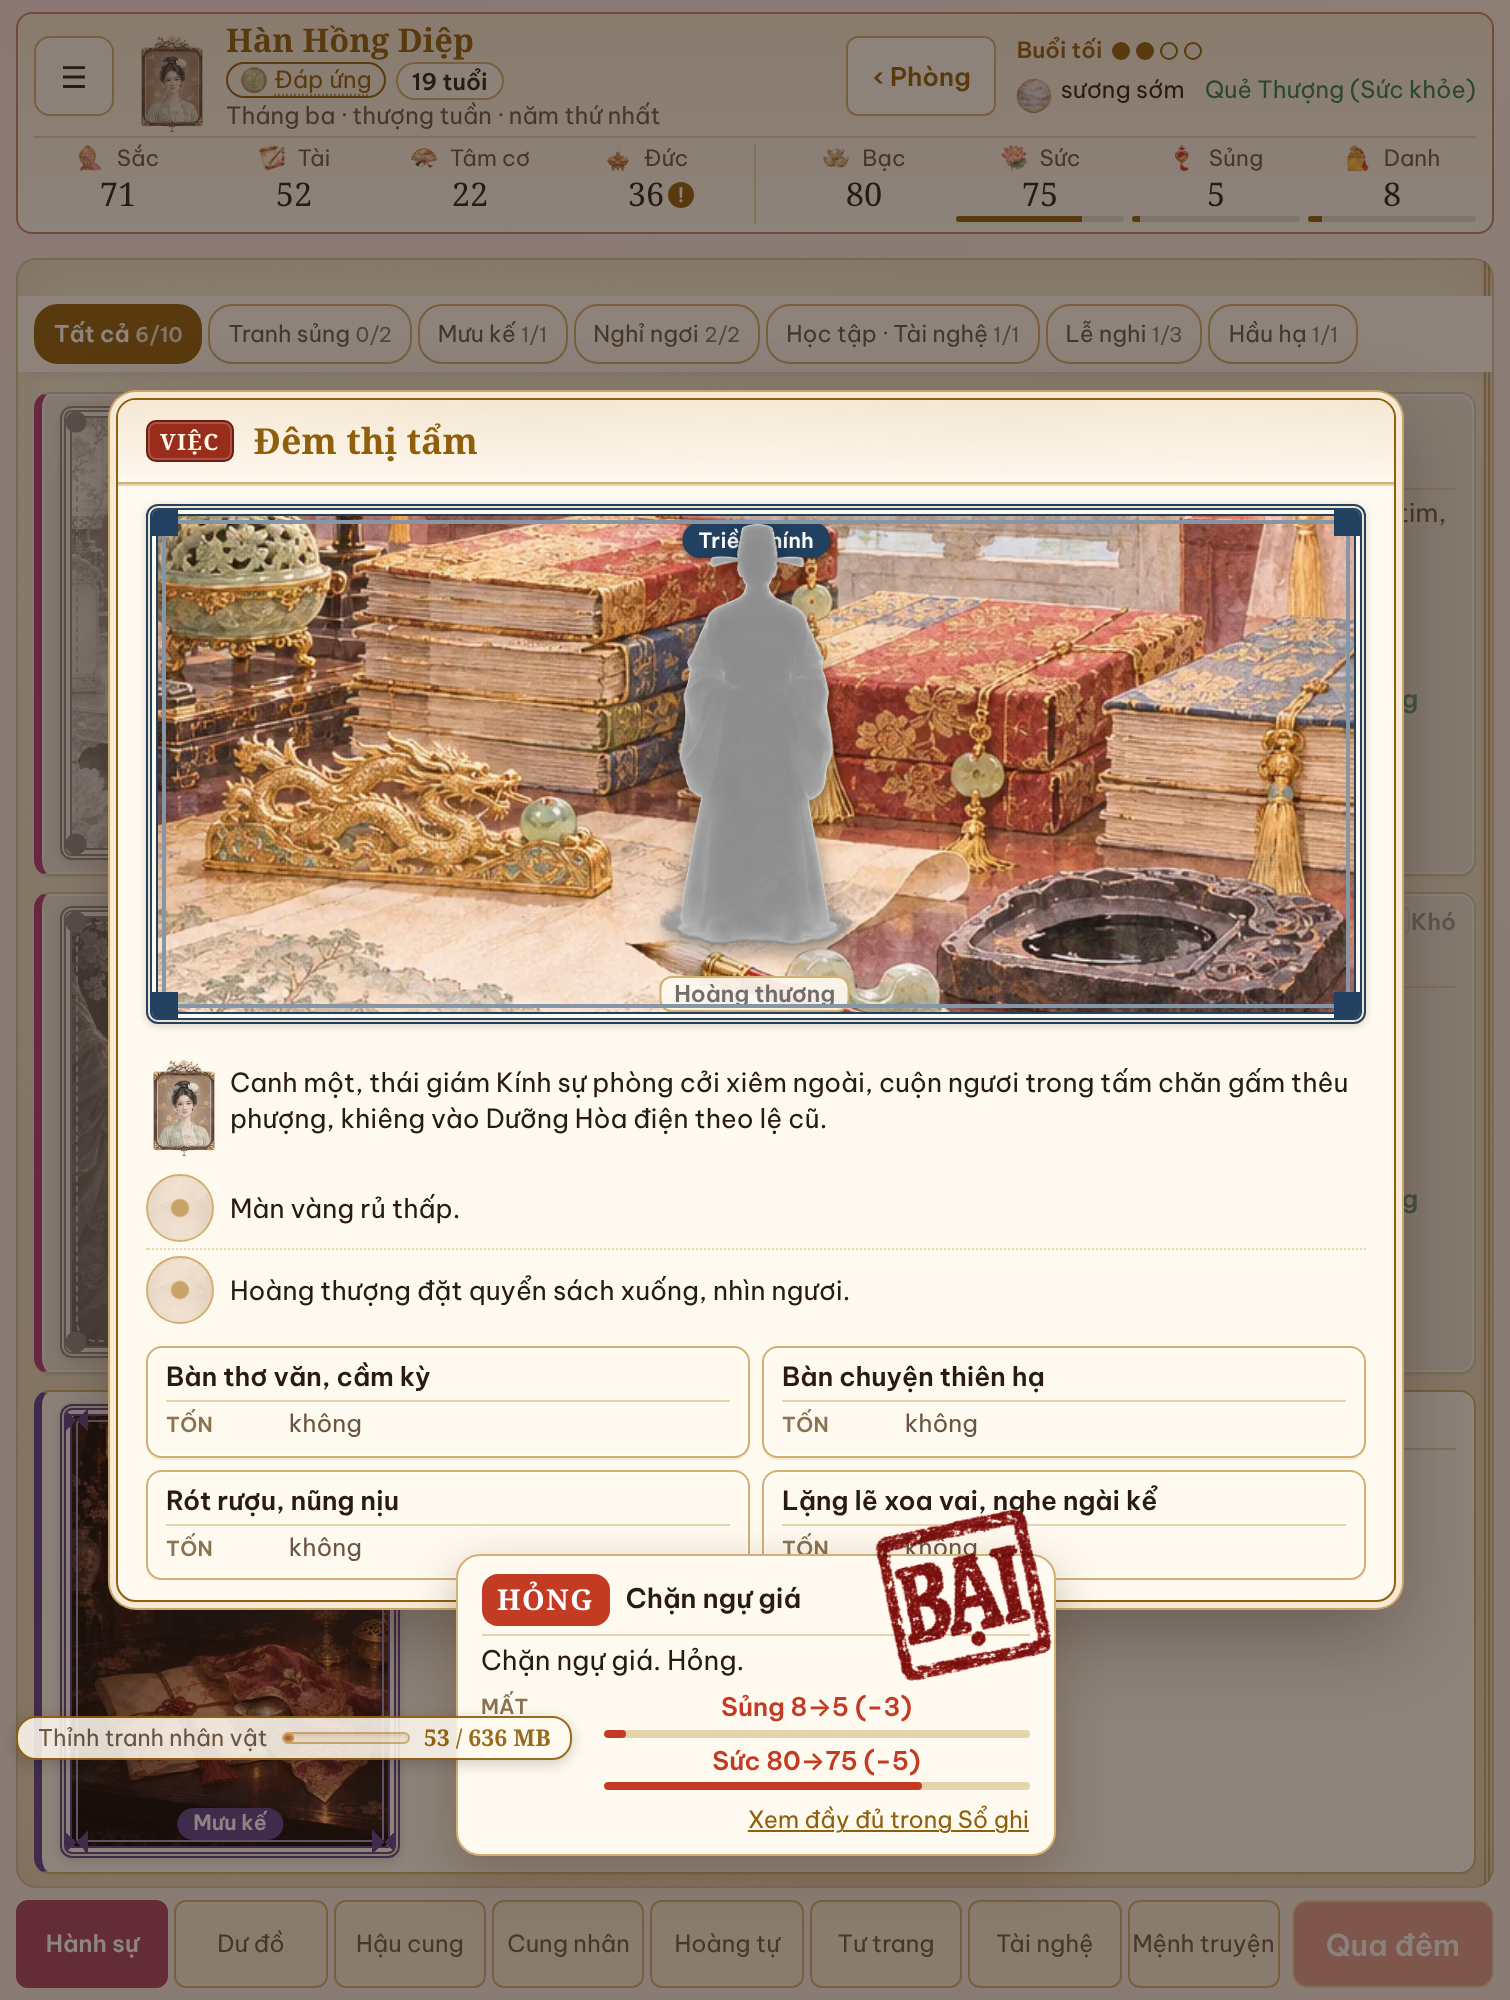 ☰
Hàn Hồng Diệp
Đáp ứng
19 tuổi
Tháng ba · thượng tuần · năm thứ nhất
‹ Phòng
Buổi tối
sương sớm
Quẻ Thượng (Sức khỏe)
Sắc
71
Tài
52
Tâm cơ
22
Đức
36 !
Bạc
80
Sức
75
Sủng
5
Danh
8
Tất cả 6/10
Tranh sủng 0/2
Mưu kế 1/1
Nghỉ ngơi 2/2
Học tập · Tài nghệ 1/1
Lễ nghi 1/3
Hầu hạ 1/1
tim,
g
Khó
g
VIỆC Đêm thị tẩm
Hoàng thượng
Canh một, thái giám Kính sự phòng cởi xiêm ngoài, cuộn ngươi trong tấm chăn gấm thêu
phượng, khiêng vào Dưỡng Hòa điện theo lệ cũ.
Màn vàng rủ thấp.
Hoàng thượng đặt quyển sách xuống, nhìn ngươi.
Bàn thơ văn, cầm kỳ
TỐN không
Bàn chuyện thiên hạ
TỐN không
Rót rượu, nũng nịu
TỐN không
Lặng lẽ xoa vai, nghe ngài kể
TỐN không
HỎNG Chặn ngự giá
BẠI
Chặn ngự giá. Hỏng.
MẤT
Sủng 8→5 (−3)
Sức 80→75 (−5)
Xem đầy đủ trong Sổ ghi
Thỉnh tranh nhân vật 53 / 636 MB
Mưu kế
Hành sự
Dư đồ
Hậu cung
Cung nhân
Hoàng tự
Tư trang
Tài nghệ
Mệnh truyện
Qua đêm